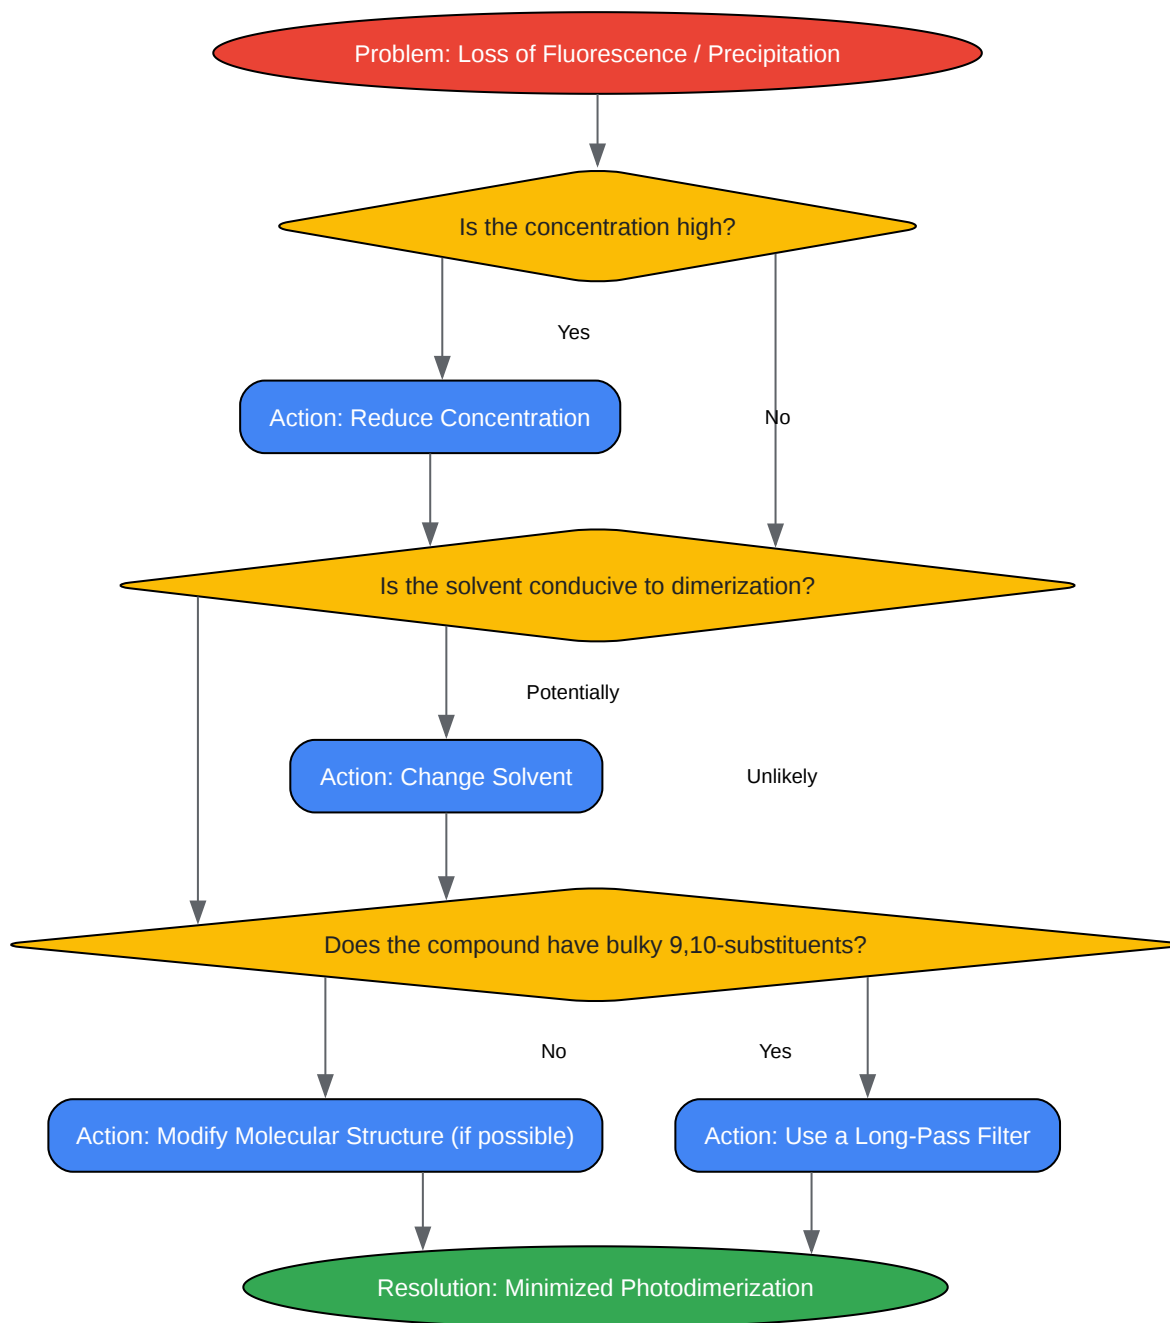 Problem: Loss of Fluorescence / Precipitation
Is the concentration high?
Yes
Action: Reduce Concentration
No
Is the solvent conducive to dimerization?
Potentially
Action: Change Solvent
Unlikely
Does the compound have bulky 9,10-substituents?
No
Yes
Action: Modify Molecular Structure (if possible)
Action: Use a Long-Pass Filter
Resolution: Minimized Photodimerization